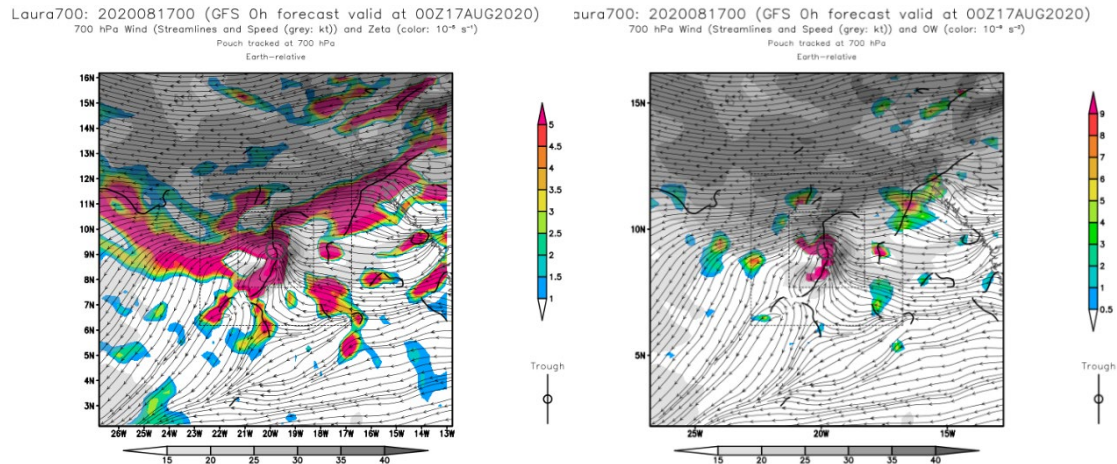 Laura700: 2020081700 (GFS 0h forecast valid at 00Z17AUG2020)
700 hPa Wind (Streamlines and Speed (grey: kt)) and Zeta (color: 10⁻⁵ s⁻¹)
Pouch tracked at 700 hPa
Earth-relative
16N
15N
14N
13N
12N
11N
10N
9N
8N
7N
6N
5N
4N
3N
26W 25W 24W 23W 22W 21W 20W 19W 18W 17W 16W 15W 14W 13W
15 20 25 30 35 40
5
4.5
4
3.5
3
2.5
2
1.5
1
Trough
aura700: 2020081700 (GFS 0h forecast valid at 00Z17AUG2020)
700 hPa Wind (Streamlines and Speed (grey: kt)) and OW (color: 10⁻⁹ s⁻²)
Pouch tracked at 700 hPa
Earth-relative
15N
10N
5N
25W 20W 15W
15 20 25 30 35 40
9
8
7
6
5
4
3
2
1
0.5
Trough